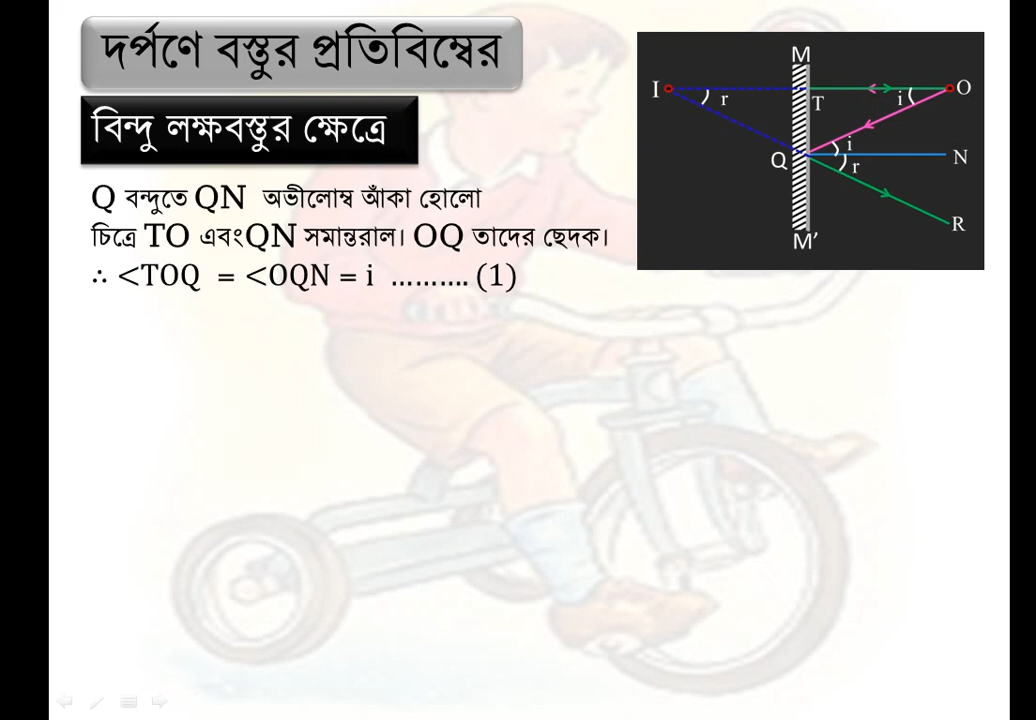 দর্পণে বস্তুর প্রতিবিম্বের
বিন্দু লক্ষবস্তুর ক্ষেত্রে
Q বন্দুতে QN অভীলোম্ব আঁকা হোলো
চিত্রে TO এবংQN সমান্তরাল। OQ তাদের ছেদক।
∴ <TOQ = <OQN = i .......... (1)
M
I r T i O
Q i N
r
R
M’